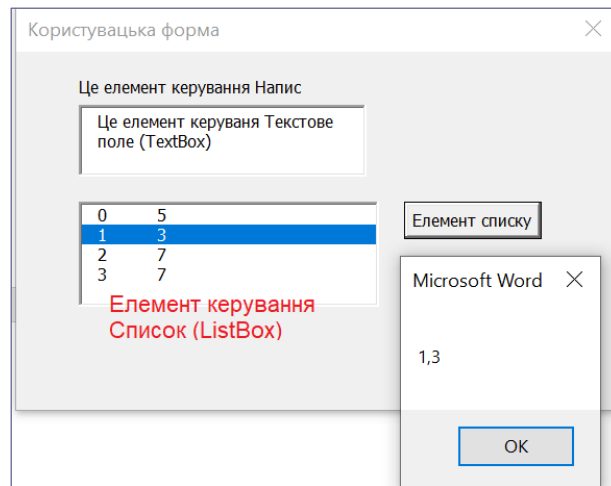 Користувацька форма
Це елемент керування Напис
Це елемент керуваня Текстове
поле (TextBox)
0 5
1 3
2 7
3 7
Елемент списку
Елемент керування
Список (ListBox)
Microsoft Word
1,3
OK